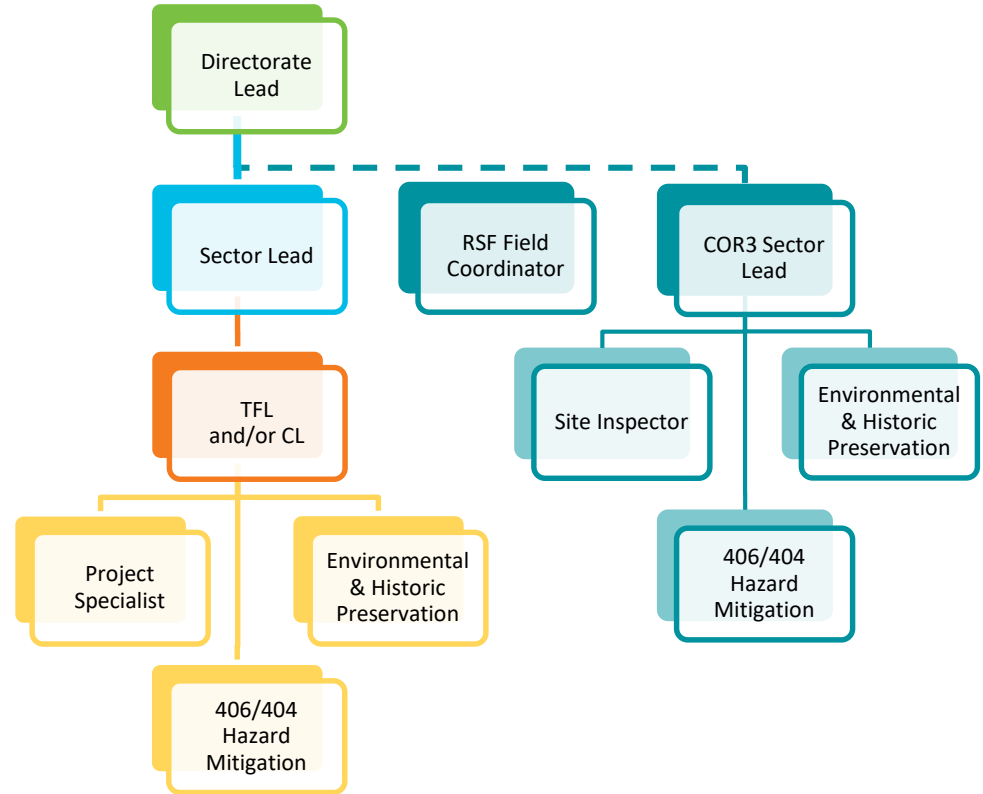 Directorate
Lead
Sector Lead
RSF Field
Coordinator
COR3 Sector
Lead
TFL
and/or CL
Site Inspector
Environmental
& Historic
Preservation
Project
Specialist
Environmental
& Historic
Preservation
406/404
Hazard
Mitigation
406/404
Hazard
Mitigation